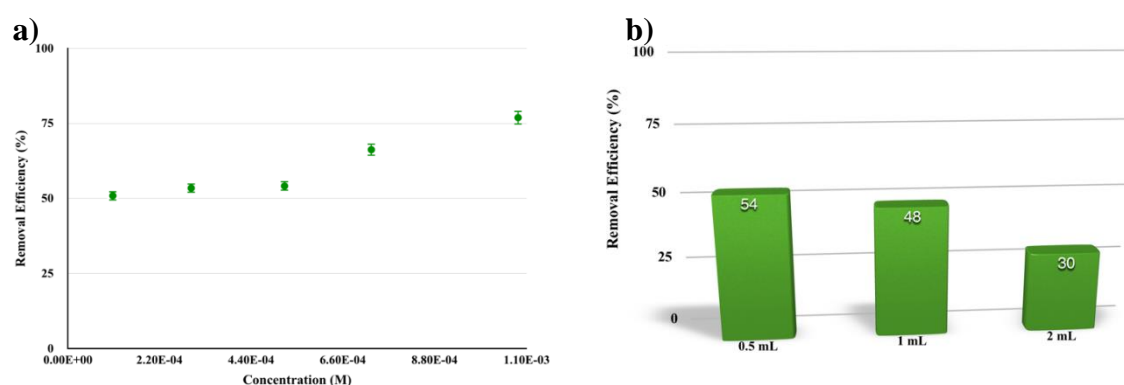 a)
100
75
50
25
0
Removal Efficiency (%)
0.00E+00 2.20E-04 4.40E-04 6.60E-04 8.80E-04 1.10E-03
Concentration (M)
b)
100
75
50
25
0
Removal Efficiency (%)
54
48
30
0.5 mL
1 mL
2 mL